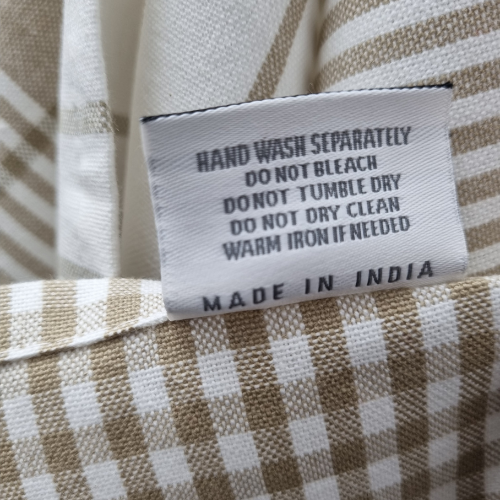 HAND WASH SEPARATELY
DO NOT BLEACH
DO NOT TUMBLE DRY
DO NOT DRY CLEAN
WARM IRON IF NEEDED
MADE IN INDIA